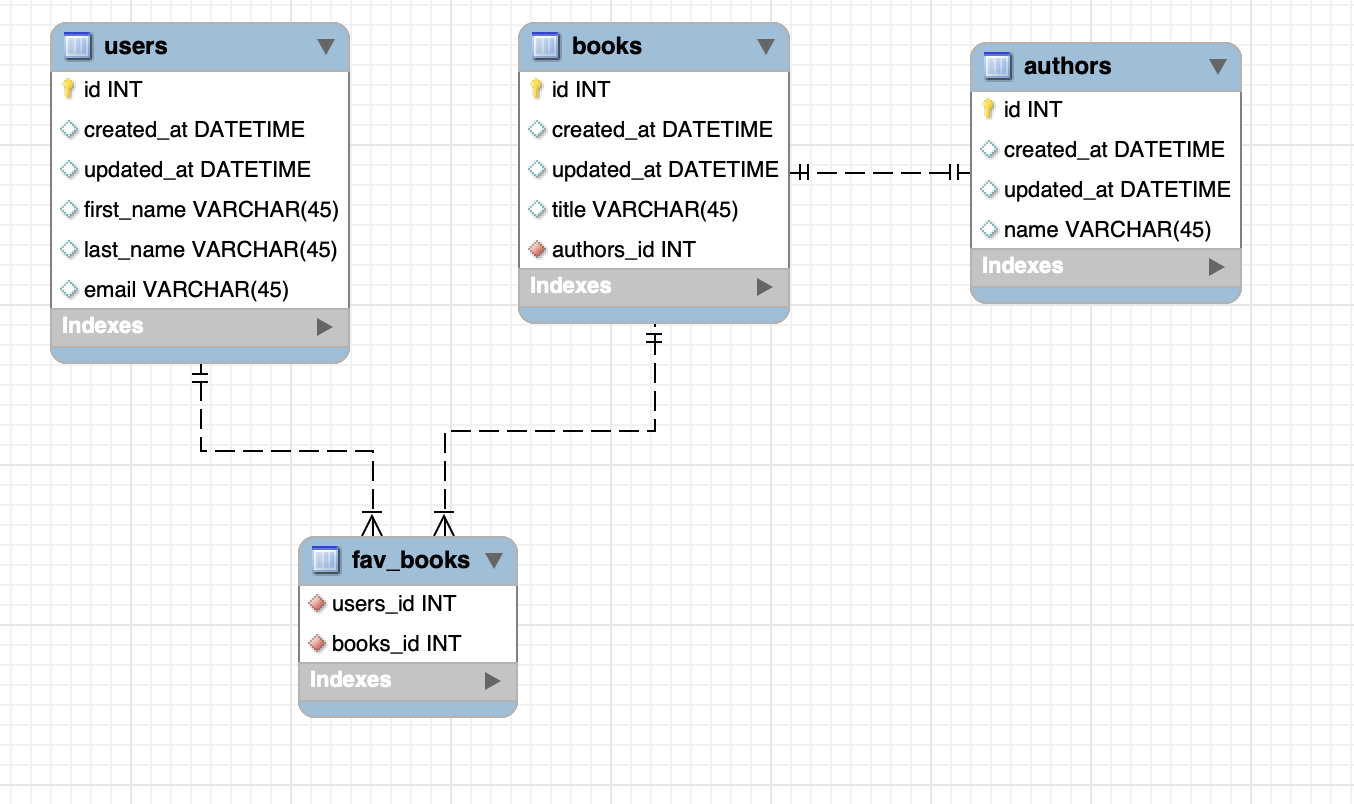 users
id INT
created_at DATETIME
updated_at DATETIME
first_name VARCHAR(45)
last_name VARCHAR(45)
email VARCHAR(45)
Indexes
books
id INT
created_at DATETIME
updated_at DATETIME
title VARCHAR(45)
authors_id INT
Indexes
authors
id INT
created_at DATETIME
updated_at DATETIME
name VARCHAR(45)
Indexes
fav_books
users_id INT
books_id INT
Indexes